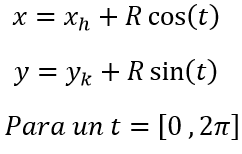 x = x_h + R cos(t)
y = y_k + R sin(t)
Para un t = [0 , 2π]